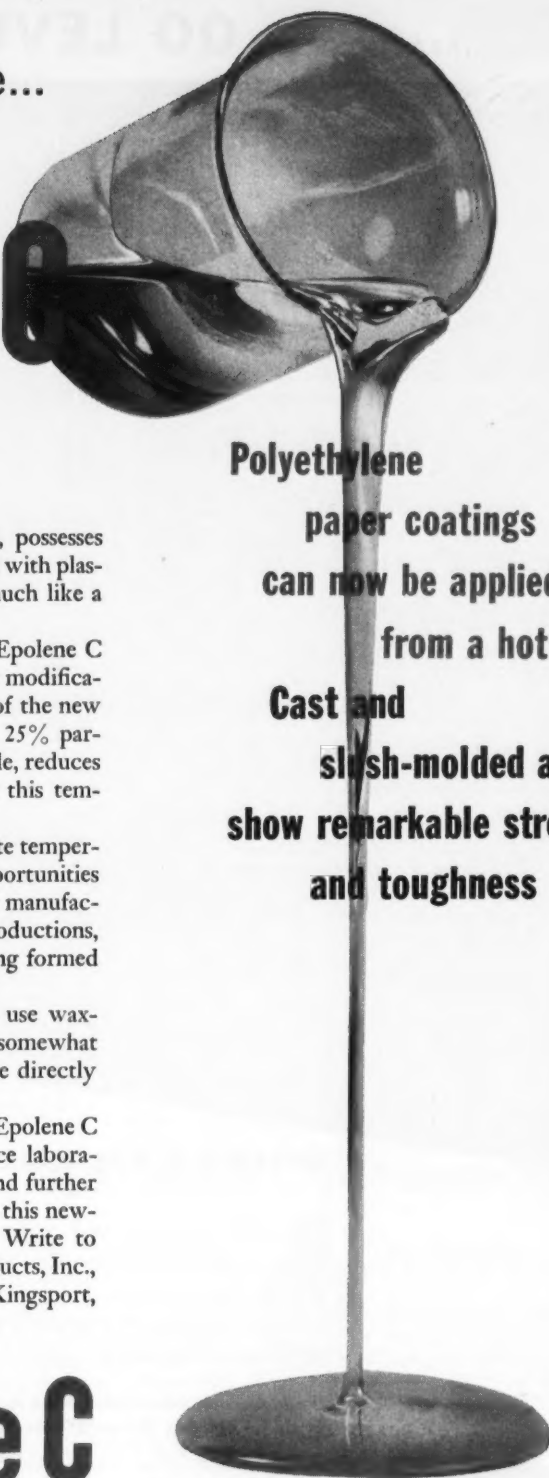 e...
C
, possesses
with plas-
much like a
Epolene C
modifica-
of the new
25% par-
le, reduces
this tem-
te temper-
portunities
manufac-
oductions,
ng formed
use wax-
somewhat
e directly
Epolene C
ce labora-
nd further
this new-
Write to
ucts, Inc.,
Kingsport,
e C
Polyethylene
paper coatings
can now be applied
from a hot
Cast and
slush-molded a
show remarkable stre
and toughness